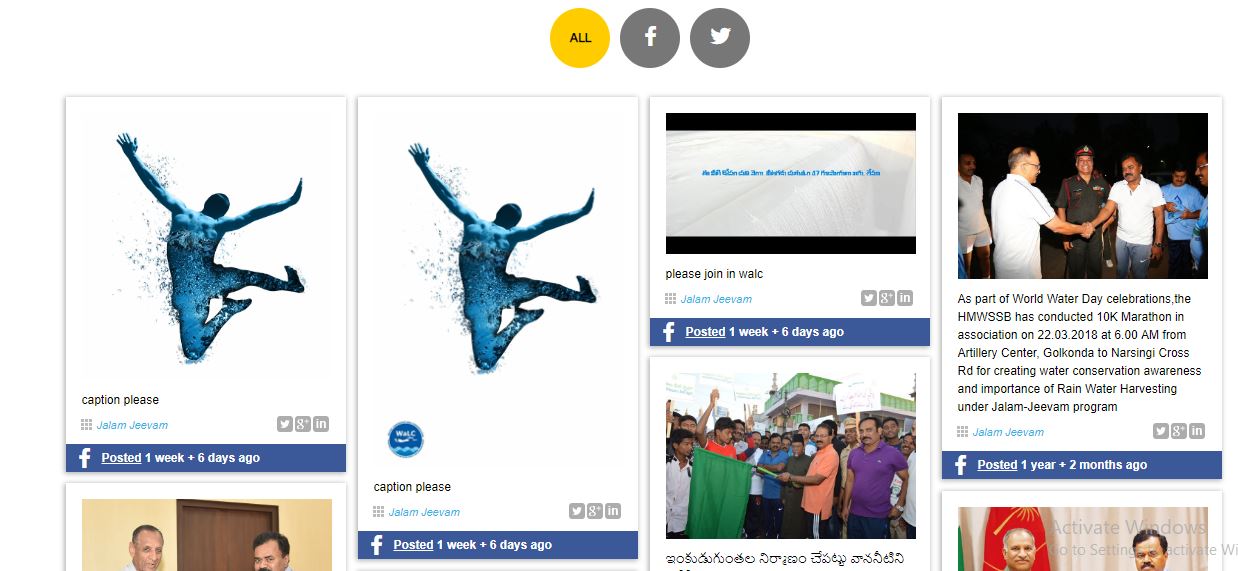 ALL
caption please
Jalam Jeevam
Posted 1 week + 6 days ago
WaLC
caption please
Jalam Jeevam
Posted 1 week + 6 days ago
please join in walc
Jalam Jeevam
Posted 1 week + 6 days ago
ఇంకుడుగుంతల నిర్మాణం చేపట్టు వాననీటిని
As part of World Water Day celebrations,the
HMWSSB has conducted 10K Marathon in
association on 22.03.2018 at 6.00 AM from
Artillery Center, Golkonda to Narsingi Cross
Rd for creating water conservation awareness
and importance of Rain Water Harvesting
under Jalam-Jeevam program
Jalam Jeevam
Posted 1 year + 2 months ago
Activate Windows
Go to Settings activate Wi